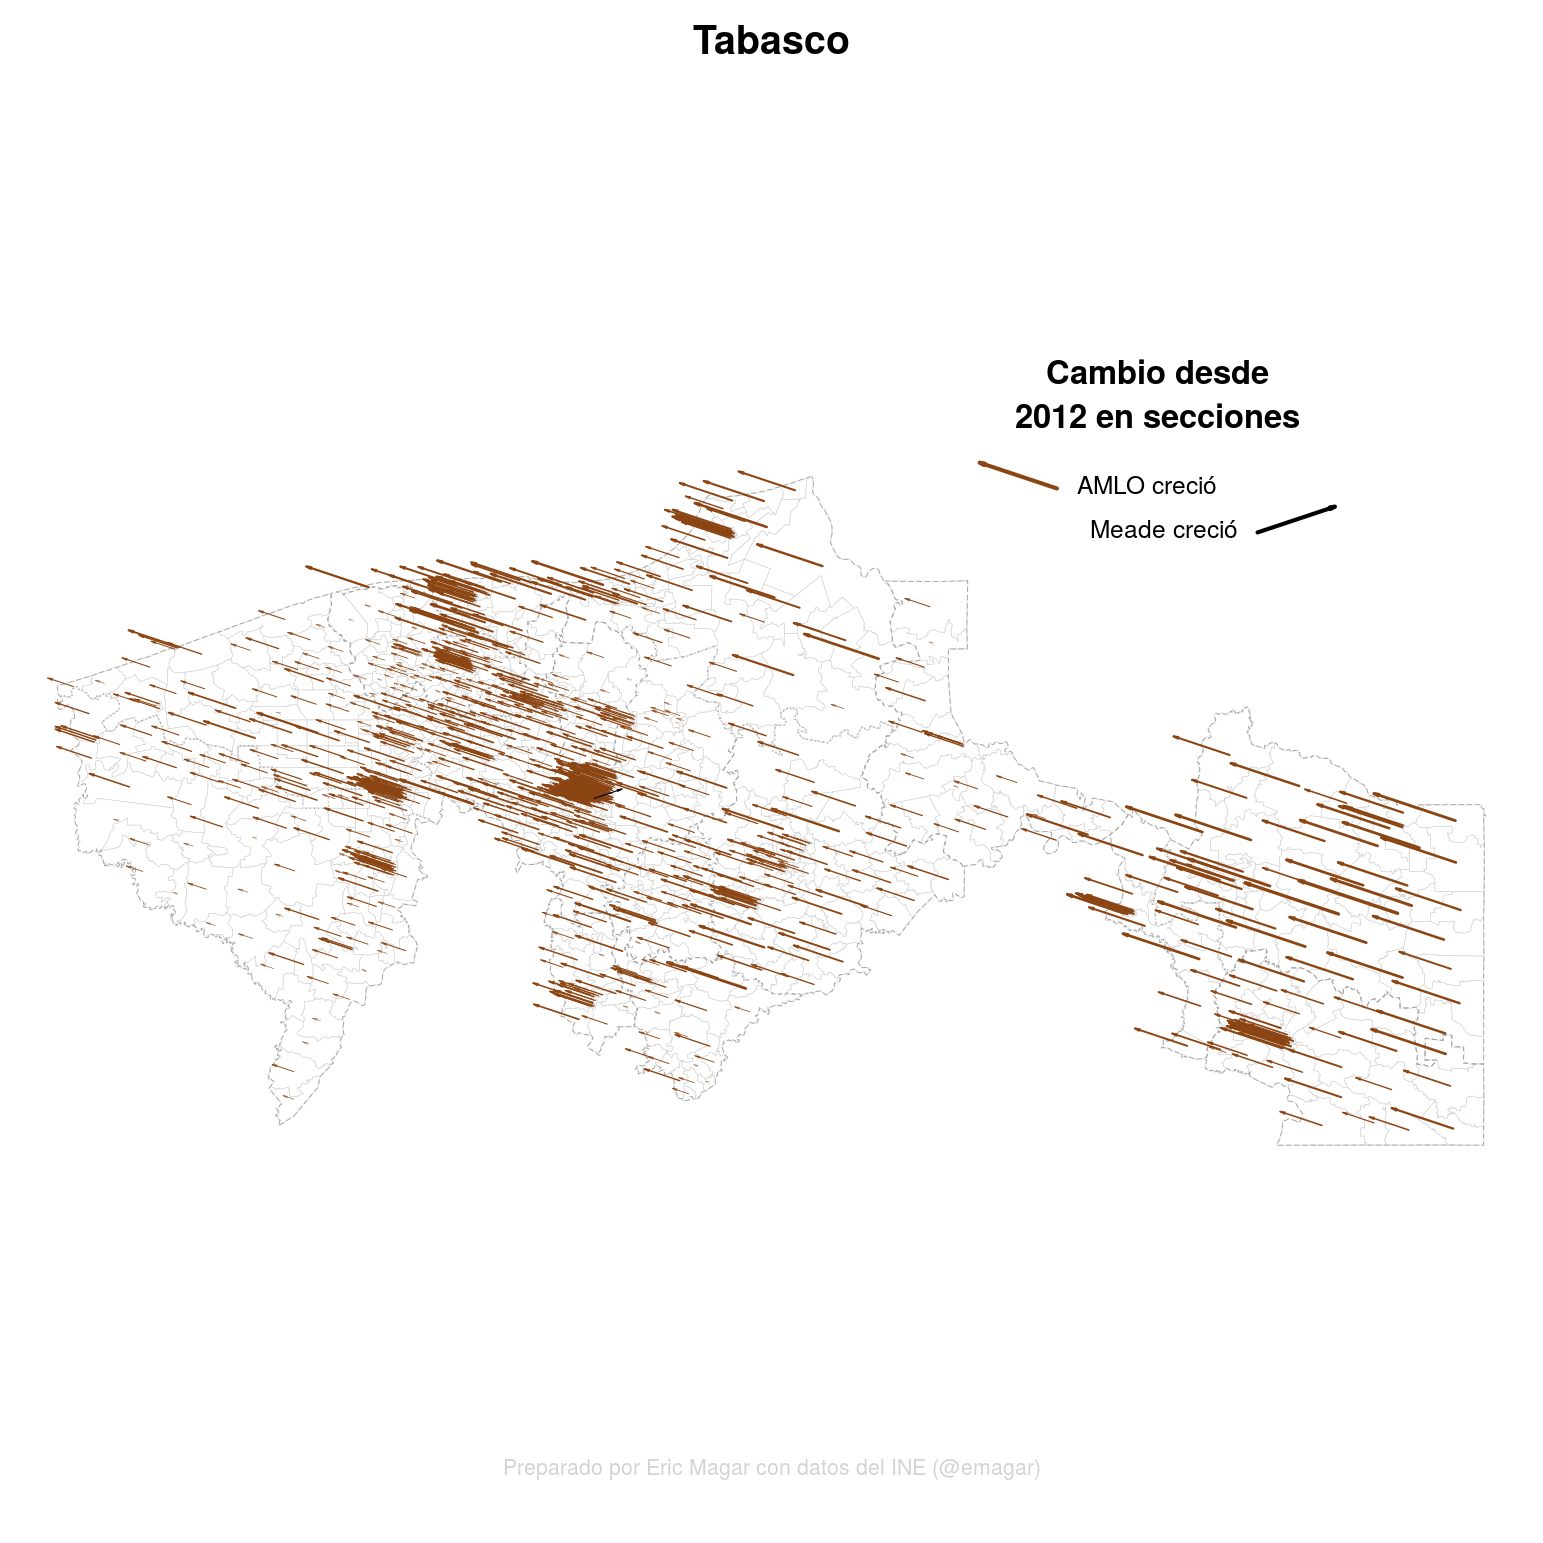 Tabasco
Cambio desde
2012 en secciones
AMLO creció
Meade creció
Preparado por Eric Magar con datos del INE (@emagar)